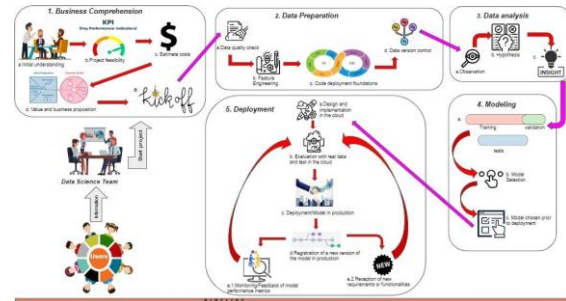 1. Business Comprehension
KPI
Key Performance Indicators
$
a.Initial understanding
b.Project feasibility
c. Estimate costs
d. Value and business proposition
e.
Kick off
Start project
Data Science Team
Interation
Users
2. Data Preparation
a.Data quality check
b. Feature
Engineering
c. Code deployment foundations
d. Data version control
3. Data analysis
a.Observation
b. Hypothesis
c.
INSIGHT
4. Modeling
a.
Training
validation
tests
b. Model
Selection
c. Model chosen prior
to deployment
5. Deployment
a.Design and
implementation
in the cloud
b. Evaluation with real data
and test in the cloud
c. Deployment/Model in production
d.Registration of a new version of
the model in production
e.1.Monitoring/Feedback of model
performance metrics
NEW
e.2.Reception of new
requirements or functionalities